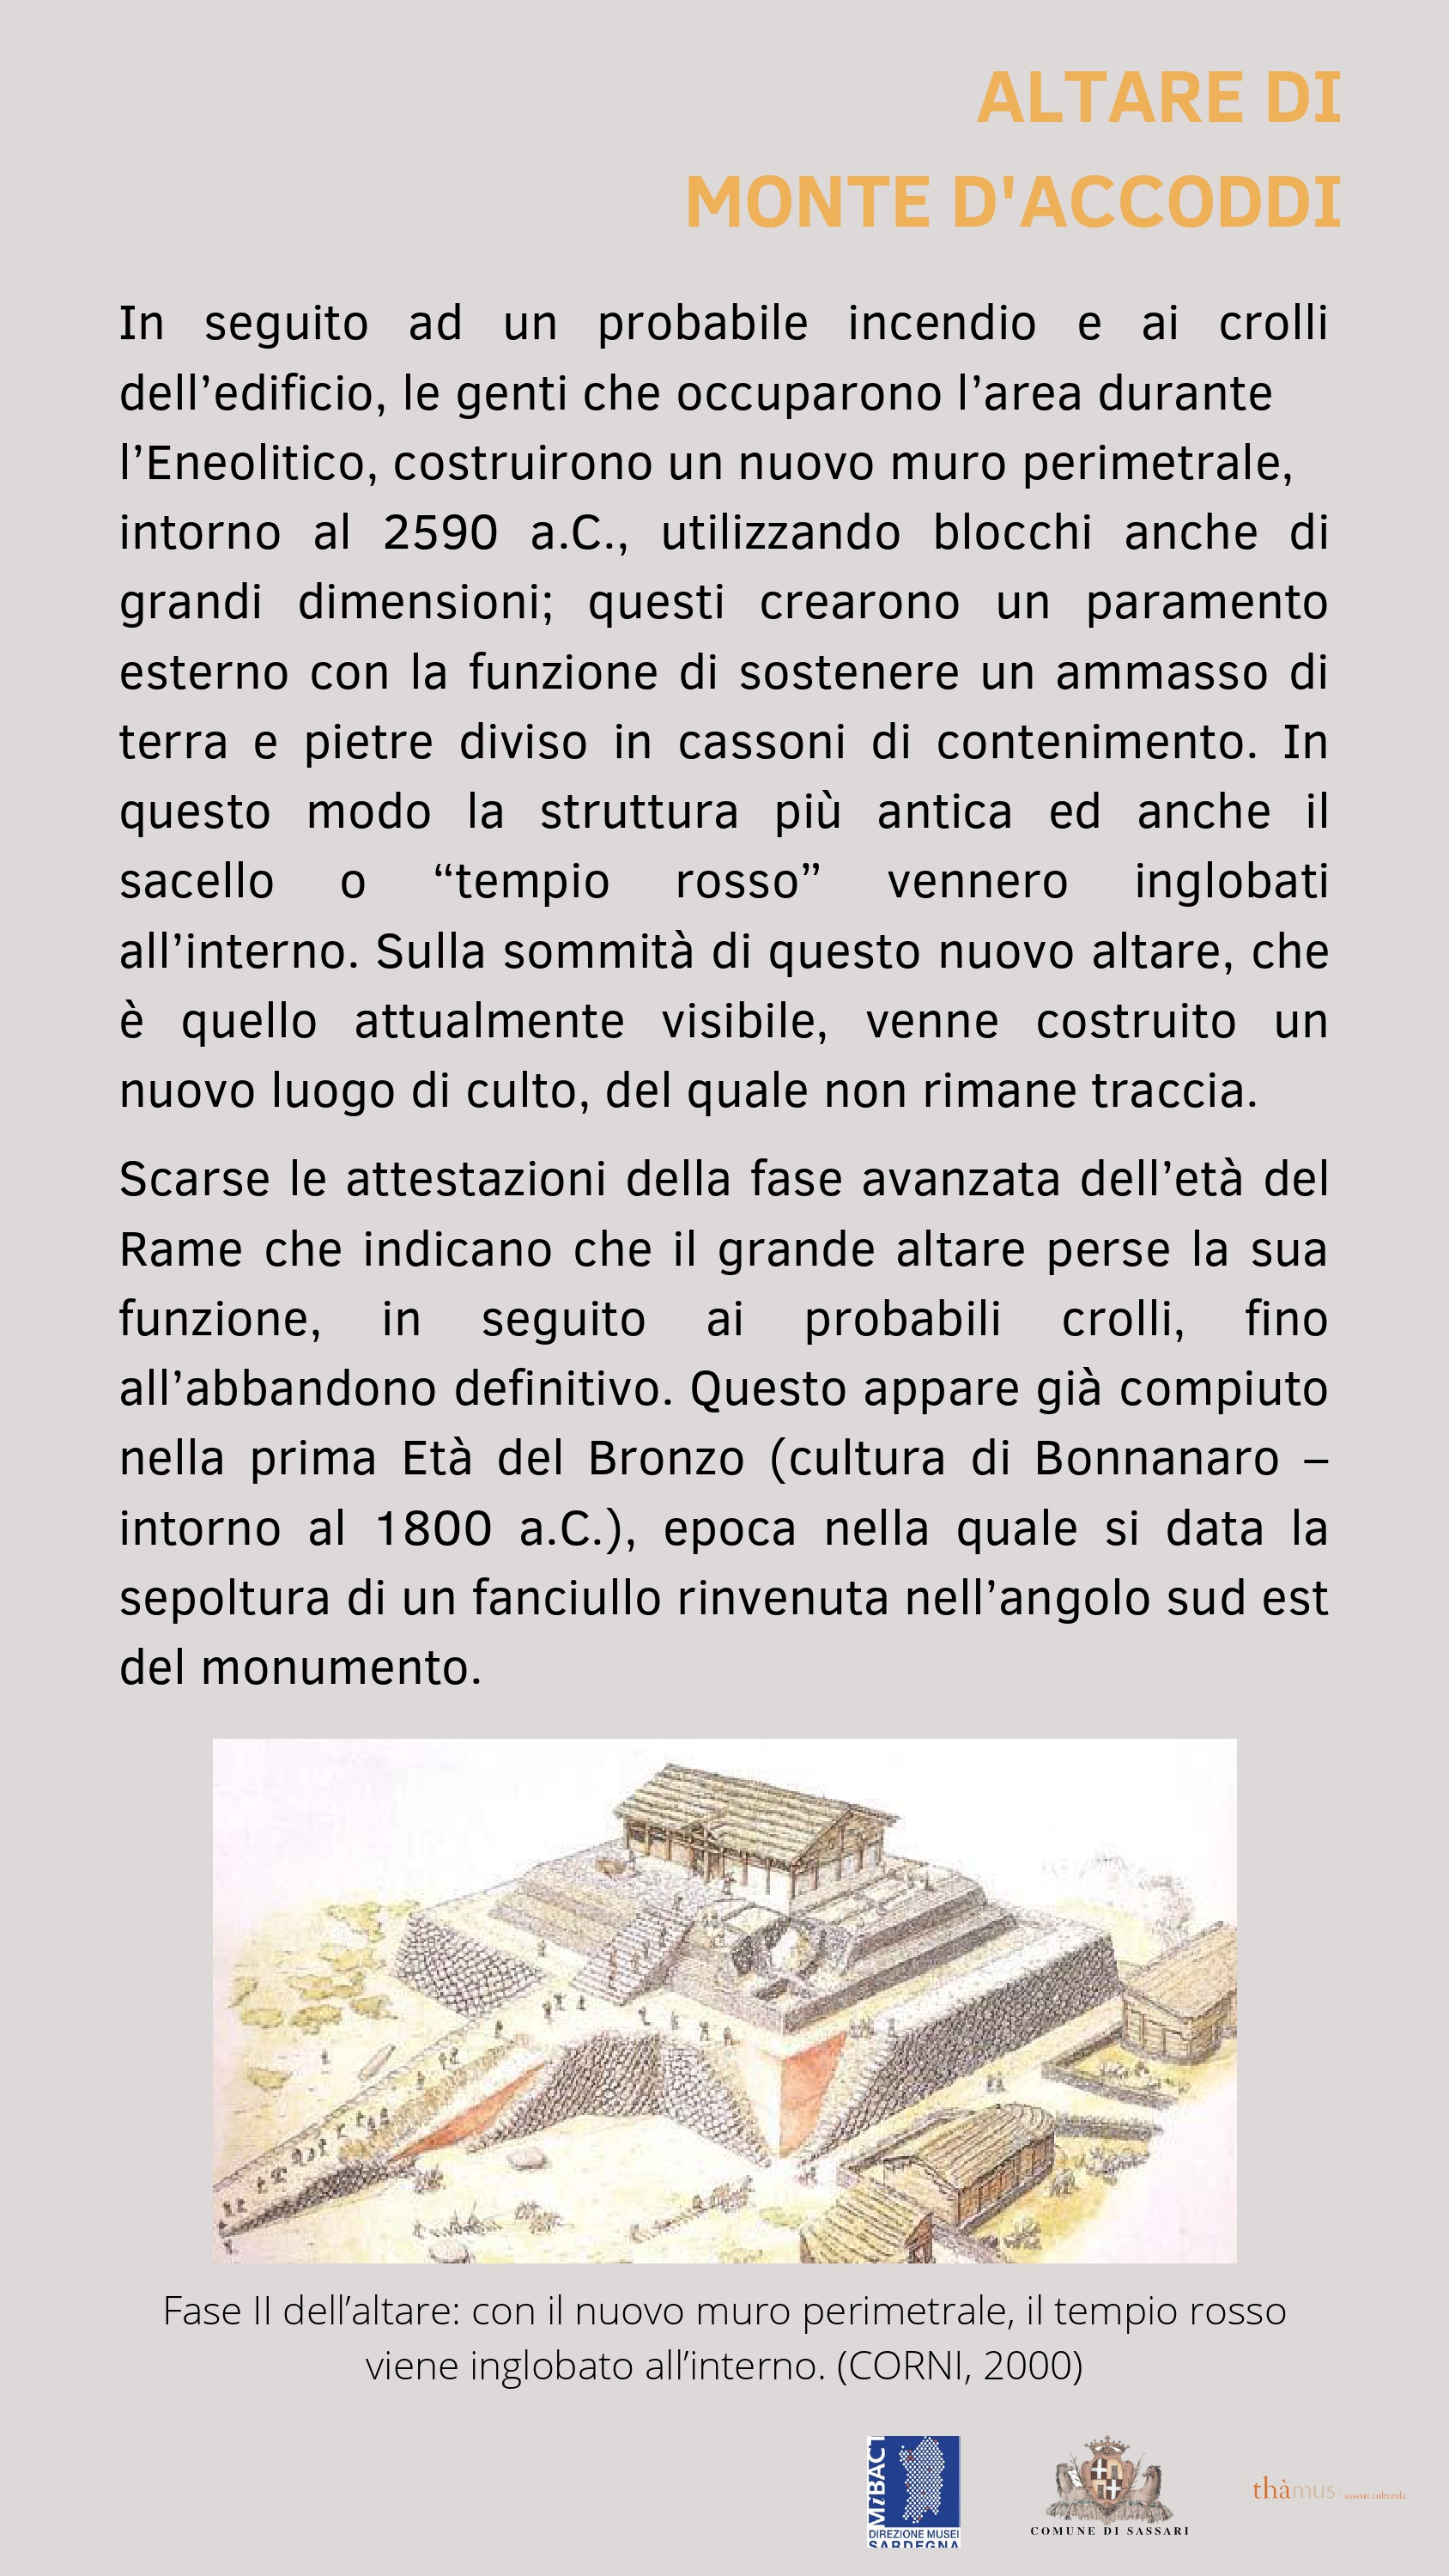 ALTARE DI
MONTE D'ACCODDI
In seguito ad un probabile incendio e ai crolli
dell’edificio, le genti che occuparono l’area durante
l’Eneolitico, costruirono un nuovo muro perimetrale,
intorno al 2590 a.C., utilizzando blocchi anche di
grandi dimensioni; questi crearono un paramento
esterno con la funzione di sostenere un ammasso di
terra e pietre diviso in cassoni di contenimento. In
questo modo la struttura più antica ed anche il
sacello o “tempio rosso” vennero inglobati
all’interno. Sulla sommità di questo nuovo altare, che
è quello attualmente visibile, venne costruito un
nuovo luogo di culto, del quale non rimane traccia.
Scarse le attestazioni della fase avanzata dell’età del
Rame che indicano che il grande altare perse la sua
funzione, in seguito ai probabili crolli, fino
all’abbandono definitivo. Questo appare già compiuto
nella prima Età del Bronzo (cultura di Bonnanaro –
intorno al 1800 a.C.), epoca nella quale si data la
sepoltura di un fanciullo rinvenuta nell’angolo sud est
del monumento.
Fase II dell’altare: con il nuovo muro perimetrale, il tempio rosso
viene inglobato all’interno. (CORNI, 2000)
MiBACT
DIREZIONE MUSEI
SARDEGNA
COMUNE DI SASSARI
thàmus | sassari culturale